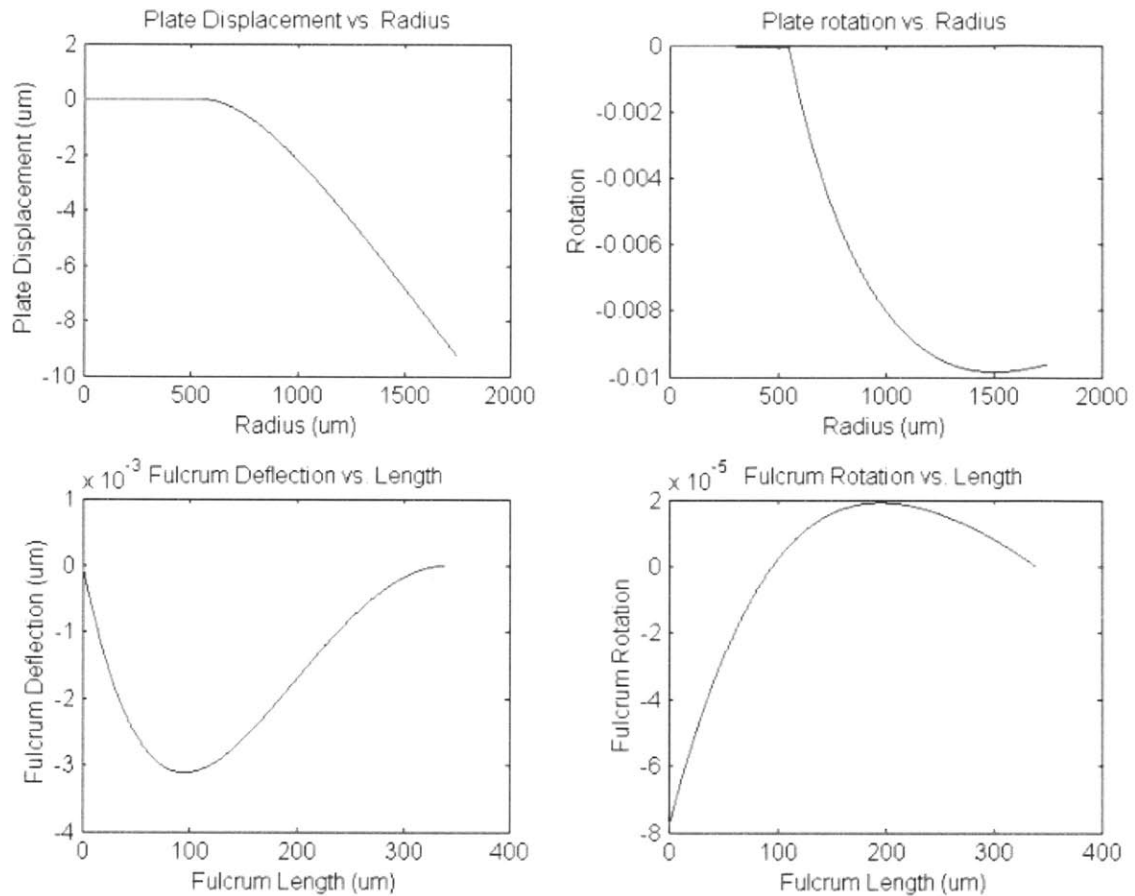 Plate Displacement vs. Radius
2
0
-2
-4
-6
-8
-10
Plate Displacement (um)
0 500 1000 1500 2000
Radius (um)
Plate rotation vs. Radius
0
-0.002
-0.004
-0.006
-0.008
-0.01
Rotation
0 500 1000 1500 2000
Radius (um)
x 10^-3 Fulcrum Deflection vs. Length
1
0
-1
-2
-3
-4
Fulcrum Deflection (um)
0 100 200 300 400
Fulcrum Length (um)
x 10^-5 Fulcrum Rotation vs. Length
2
0
-2
-4
-6
-8
Fulcrum Rotation
0 100 200 300 400
Fulcrum Length (um)